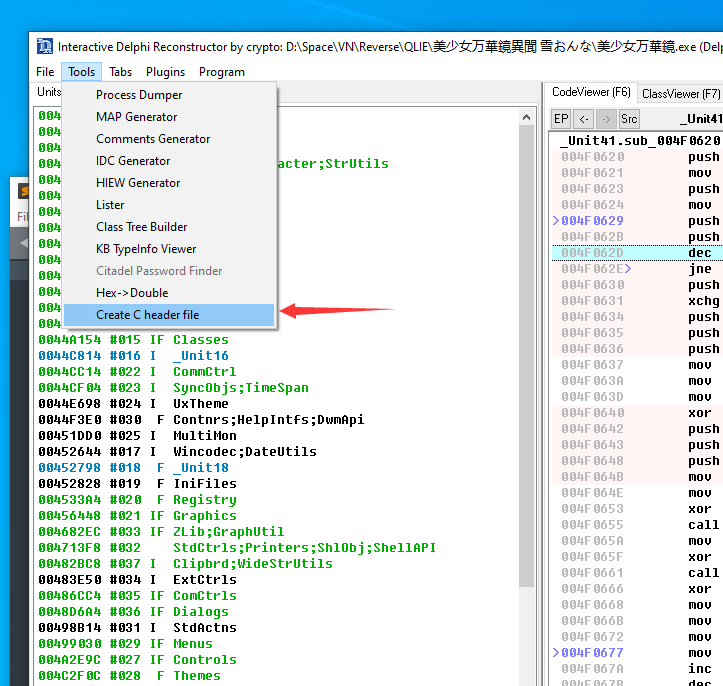 Interactive Delphi Reconstructor by crypto: D:\Space\VN\Reverse\QLIE\美少女万華鏡異聞 雪おんな\美少女万華鏡.exe (Delp
File Tools Tabs Plugins Program
Units
Process Dumper
MAP Generator
Comments Generator
IDC Generator
HIEW Generator
Lister
Class Tree Builder
KB TypeInfo Viewer
Citadel Password Finder
Hex->Double
Create C header file
004
004
004
004 acter;StrUtils
004
004
004
004
004
004
004
004
004
004
0044A154 #015 IF Classes
0044C814 #016 I _Unit16
0044CC14 #022 I CommCtrl
0044CF04 #023 I SyncObjs;TimeSpan
0044E698 #024 I UxTheme
0044F3E0 #030 F Contnrs;HelpIntfs;DwmApi
00451DD0 #025 I MultiMon
00452644 #017 I Wincodec;DateUtils
00452798 #018 F _Unit18
00452828 #019 F IniFiles
004533A4 #020 F Registry
00456448 #021 IF Graphics
004682EC #033 IF ZLib;GraphUtil
004713F8 #032 StdCtrls;Printers;ShlObj;ShellAPI
00482BC8 #037 I Clipbrd;WideStrUtils
00483E50 #034 I ExtCtrls
00486CC4 #035 IF ComCtrls
0048D6A4 #036 IF Dialogs
00498B14 #031 I StdActns
00499030 #029 IF Menus
004A2E9C #027 IF Controls
004C2F0C #028 F Themes
CodeViewer (F6) ClassViewer (F7)
EP <- -> Src _Unit41
_Unit41.sub_004F0620
004F0620 push
004F0621 mov
004F0623 push
004F0624 mov
>004F0629 push
004F062B push
004F062D dec
004F062E> jne
004F0630 push
004F0631 xchg
004F0634 push
004F0635 push
004F0636 push
004F0637 mov
004F063A mov
004F063D mov
004F0640 xor
004F0642 push
004F0643 push
004F0648 push
004F064B mov
004F064E mov
004F0653 xor
004F0655 call
004F065A mov
004F065F xor
004F0661 call
004F0666 xor
004F0668 mov
004F066B mov
004F0672 mov
>004F0677 mov
004F067A inc
004F067B dec